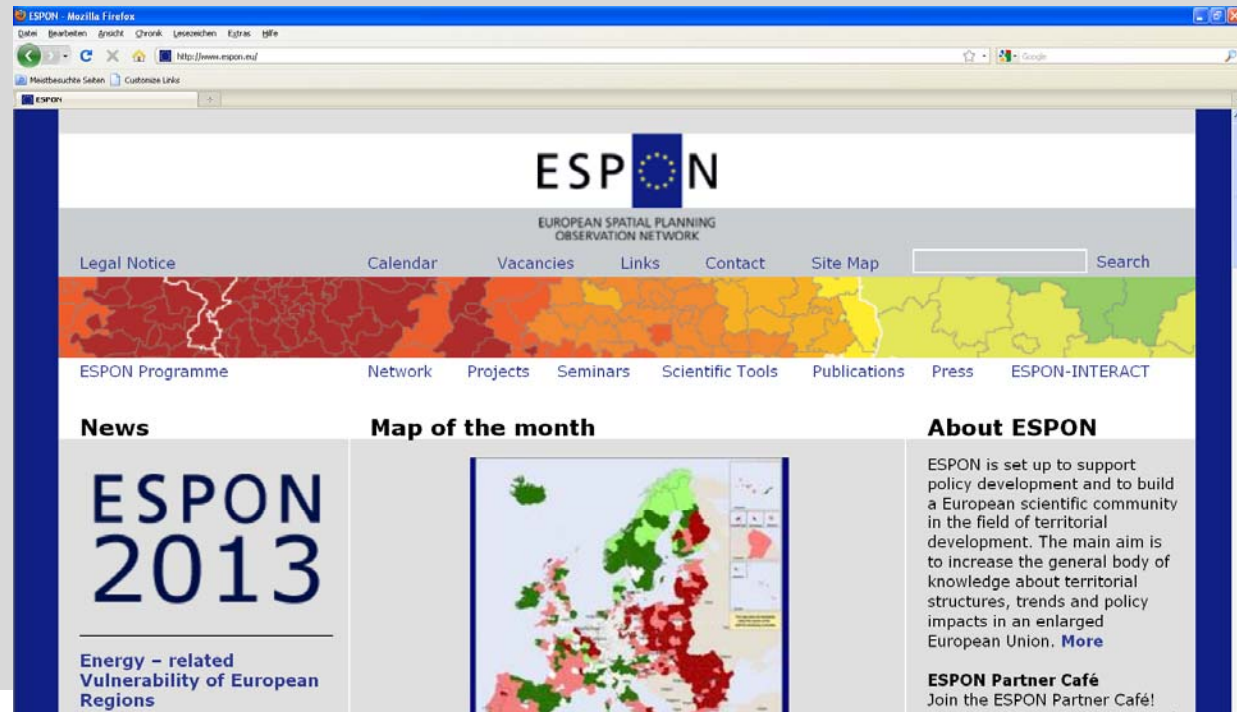 ESPON - Mozilla Firefox
Datei Bearbeiten Ansicht Chronik Lesezeichen Extras Hilfe
http://www.espon.eu/
Google
Meistbesuchte Seiten Customize Links
ESPON
ESPON
EUROPEAN SPATIAL PLANNING
OBSERVATION NETWORK
Legal Notice Calendar Vacancies Links Contact Site Map Search
ESPON Programme Network Projects Seminars Scientific Tools Publications Press ESPON-INTERACT
News
ESPON
2013
Energy – related
Vulnerability of European
Regions
Map of the month
About ESPON
ESPON is set up to support
policy development and to build
a European scientific community
in the field of territorial
development. The main aim is
to increase the general body of
knowledge about territorial
structures, trends and policy
impacts in an enlarged
European Union. More
ESPON Partner Café
Join the ESPON Partner Café!